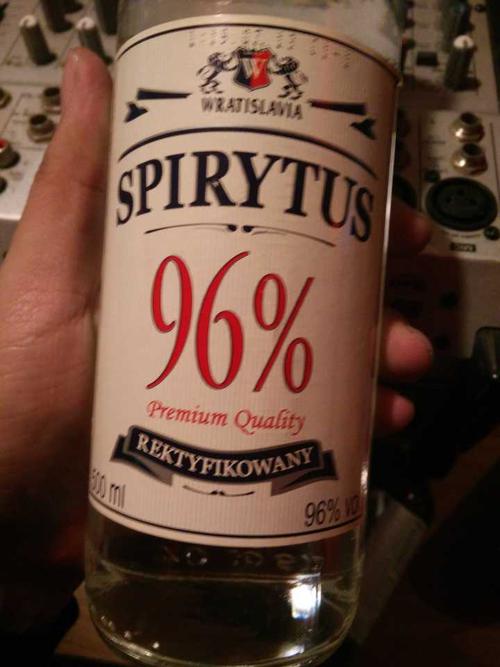 WRATISLAVIA
SPIRYTUS
96%
Premium Quality
REKTYFIKOWANY
500 ml
96% vol